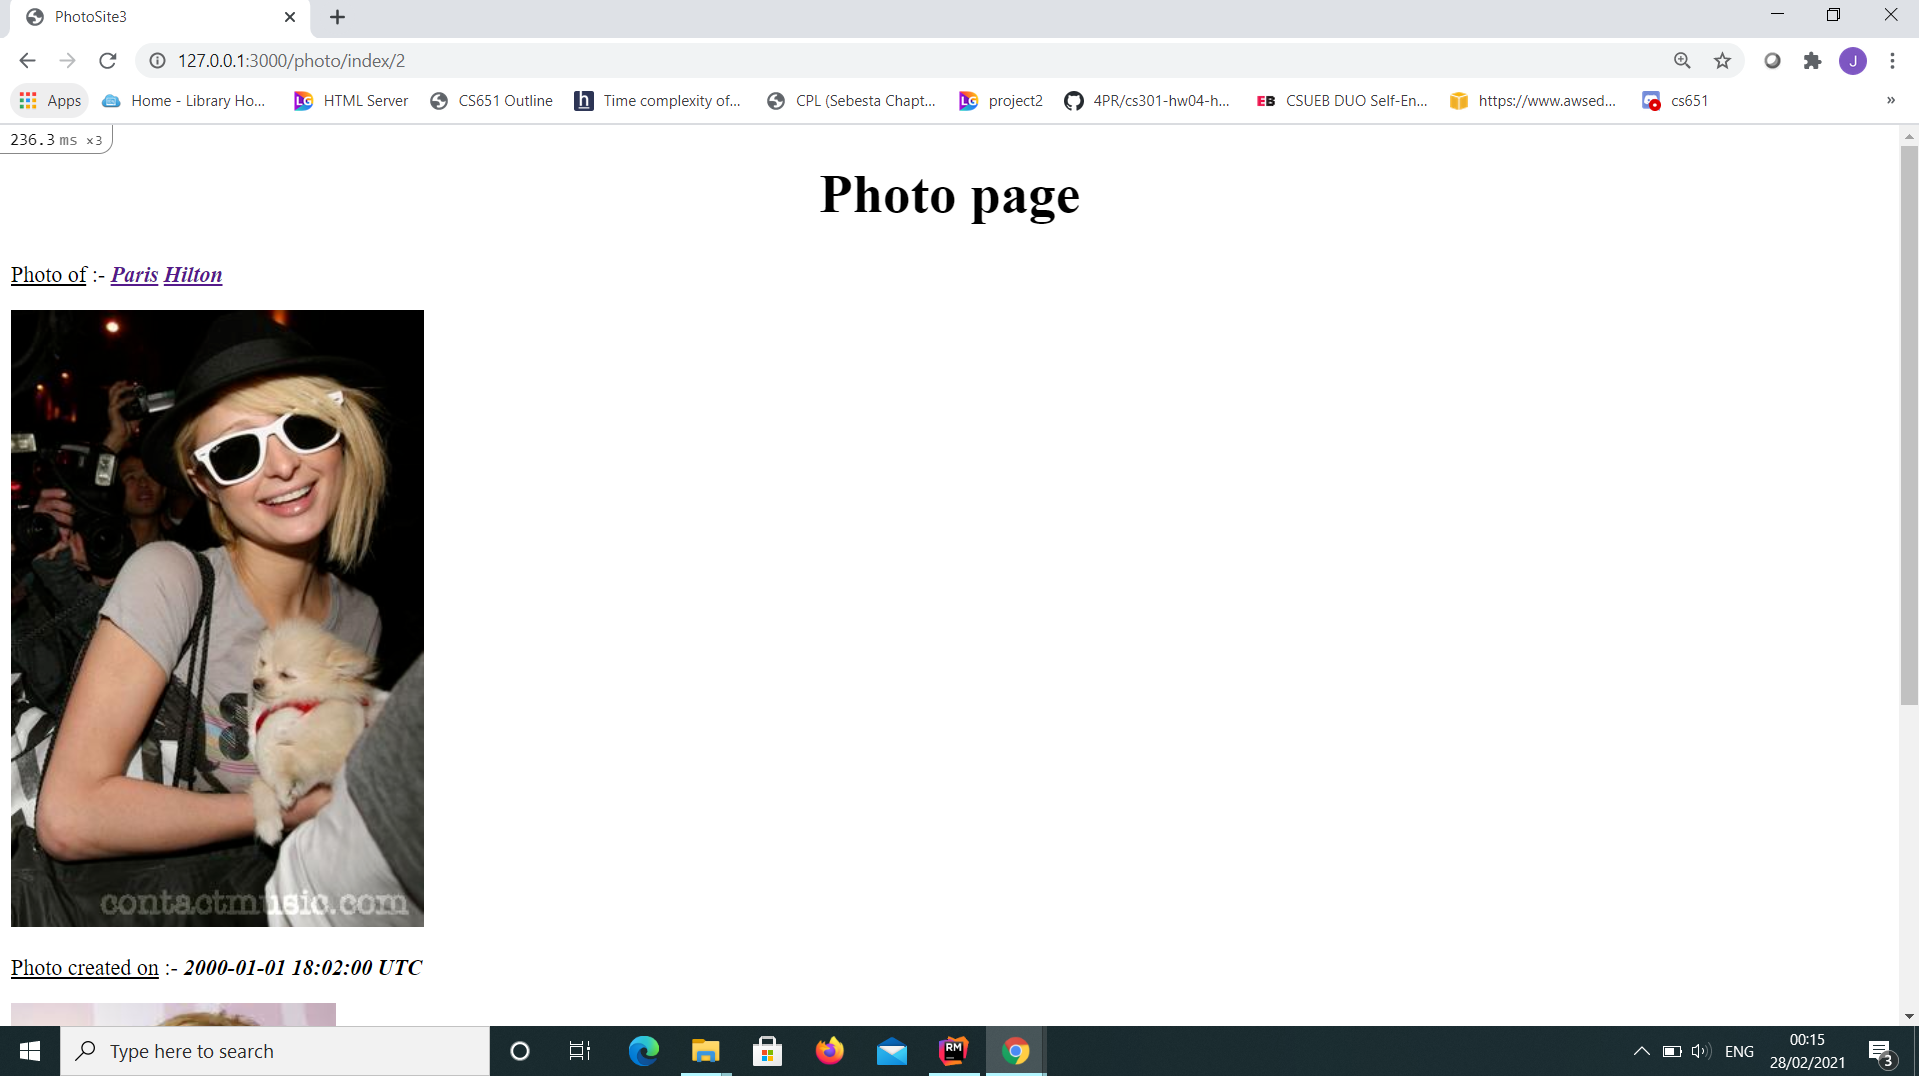 PhotoSite3
127.0.0.1:3000/photo/index/2
J
Apps
Home - Library Ho...
HTML Server
CS651 Outline
Time complexity of...
CPL (Sebesta Chapt...
project2
4PR/cs301-hw04-h...
EB CSUEB DUO Self-En...
https://www.awsed...
cs651
»
236.3 ms ×3
Photo page
Photo of :- Paris Hilton
contactmusic.com
Photo created on :- 2000-01-01 18:02:00 UTC
Type here to search
RM
ENG
00:15
28/02/2021
3